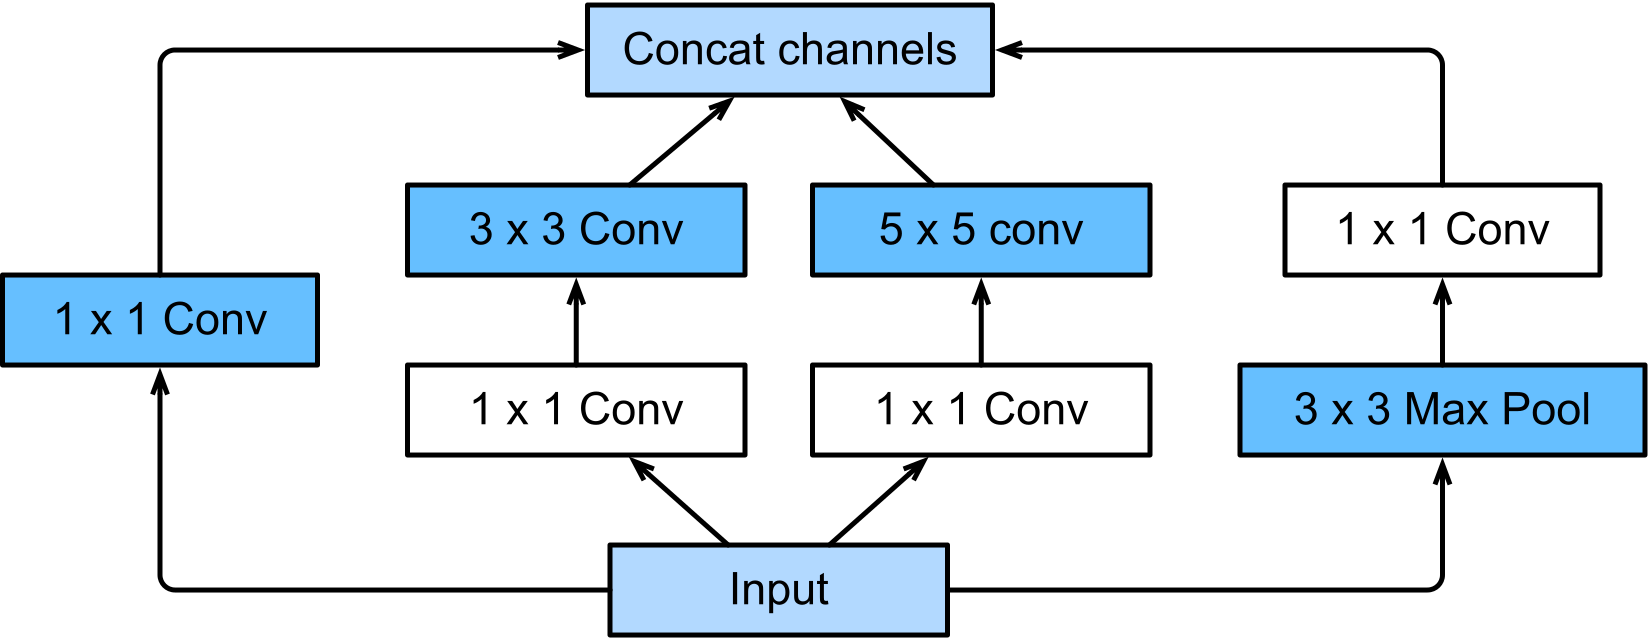 Concat channels
3 x 3 Conv
5 x 5 conv
1 x 1 Conv
1 x 1 Conv
1 x 1 Conv
1 x 1 Conv
3 x 3 Max Pool
Input